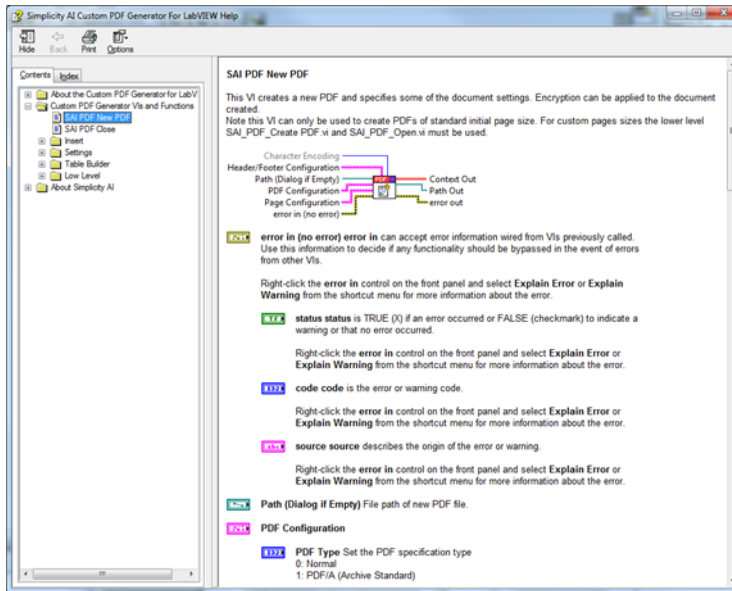 Simplicity AI Custom PDF Generator For LabVIEW Help
Hide Back Print Options
Contents Index
About the Custom PDF Generator for LabV
Custom PDF Generator VIs and Functions
SAI PDF New PDF
SAI PDF Close
Insert
Settings
Table Builder
Low Level
About Simplicity AI
SAI PDF New PDF
This VI creates a new PDF and specifies some of the document settings. Encryption can be applied to the document
created.
Note this VI can only be used to create PDFs of standard initial page size. For custom pages sizes the lower level
SAI_PDF_Create PDF.vi and SAI_PDF_Open.vi must be used.
Character Encoding
Header/Footer Configuration
Path (Dialog if Empty)
PDF Configuration
Page Configuration
error in (no error)
PDF
Context Out
Path Out
error out
error in (no error) error in can accept error information wired from VIs previously called.
Use this information to decide if any functionality should be bypassed in the event of errors
from other VIs.
Right-click the error in control on the front panel and select Explain Error or Explain
Warning from the shortcut menu for more information about the error.
TF
status status is TRUE (X) if an error occurred or FALSE (checkmark) to indicate a
warning or that no error occurred.
Right-click the error in control on the front panel and select Explain Error or
Explain Warning from the shortcut menu for more information about the error.
I32
code code is the error or warning code.
Right-click the error in control on the front panel and select Explain Error or
Explain Warning from the shortcut menu for more information about the error.
abc
source source describes the origin of the error or warning.
Right-click the error in control on the front panel and select Explain Error or
Explain Warning from the shortcut menu for more information about the error.
Path (Dialog if Empty) File path of new PDF file.
PDF Configuration
I32
PDF Type Set the PDF specification type
0: Normal
1: PDF/A (Archive Standard)